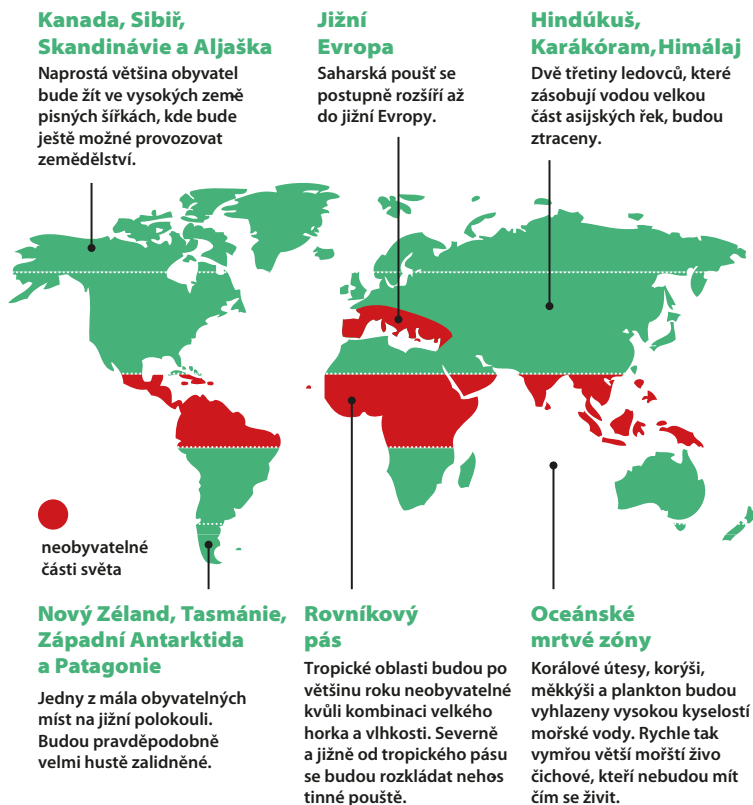 Kanada, Sibiř,
Skandinávie a Aljaška
Naprostá většina obyvatel
bude žít ve vysokých země
pisných šířkách, kde bude
ještě možné provozovat
zemědělství.
Jižní
Evropa
Saharská poušť se
postupně rozšíří až
do jižní Evropy.
Hindúkuš,
Karákóram, Himálaj
Dvě třetiny ledovců, které
zásobují vodou velkou
část asijských řek, budou
ztraceny.
neobyvatelné
části světa
Nový Zéland, Tasmánie,
Západní Antarktida
a Patagonie
Jedny z mála obyvatelných
míst na jižní polokouli.
Budou pravděpodobně
velmi hustě zalidněné.
Rovníkový
pás
Tropické oblasti budou po
většinu roku neobyvatelné
kvůli kombinaci velkého
horka a vlhkosti. Severně
a jižně od tropického pásu
se budou rozkládat nehos
tinné pouště.
Oceánské
mrtvé zóny
Korálové útesy, korýši,
měkkýši a plankton budou
vyhlazeny vysokou kyselostí
mořské vody. Rychle tak
vymřou větší mořští živo
čichové, kteří nebudou mít
čím se živit.